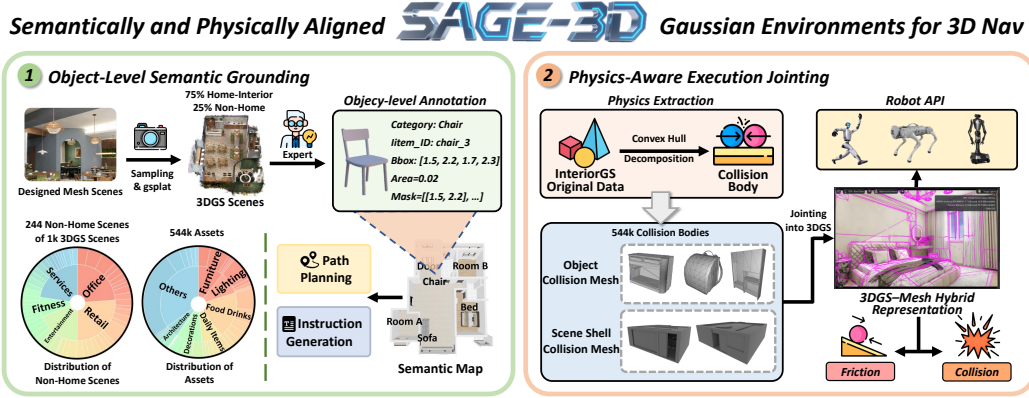 Semantically and Physically Aligned SAGE-3D Gaussian Environments for 3D Nav
1 Object-Level Semantic Grounding
75% Home-Interior
25% Non-Home
Objecy-level Annotation
Designed Mesh Scenes
Sampling
& gsplat
3DGS Scenes
Expert
Category: Chair
Iitem_ID: chair_3
Bbox: [1.5, 2.2, 1.7, 2.3]
Area=0.02
Mask=[[1.5, 2.2], …]
244 Non-Home Scenes
of 1k 3DGS Scenes
Services
Office
Fitness
Retail
Entertainment
Distribution of
Non-Home Scenes
544k Assets
Furniture
Lighting
Others
Food Drinks
Daily Items
Decorations
Architecture
Distribution of
Assets
Path
Planning
Instruction
Generation
Door
Room B
Chair
Bed
Room A
Sofa
Semantic Map
2 Physics-Aware Execution Jointing
Physics Extraction
InteriorGS
Original Data
Convex Hull
Decomposition
Collision
Body
544k Collision Bodies
Object
Collision Mesh
Scene Shell
Collision Mesh
Jointing
into 3DGS
Robot API
3DGS–Mesh Hybrid
Representation
Friction
Collision